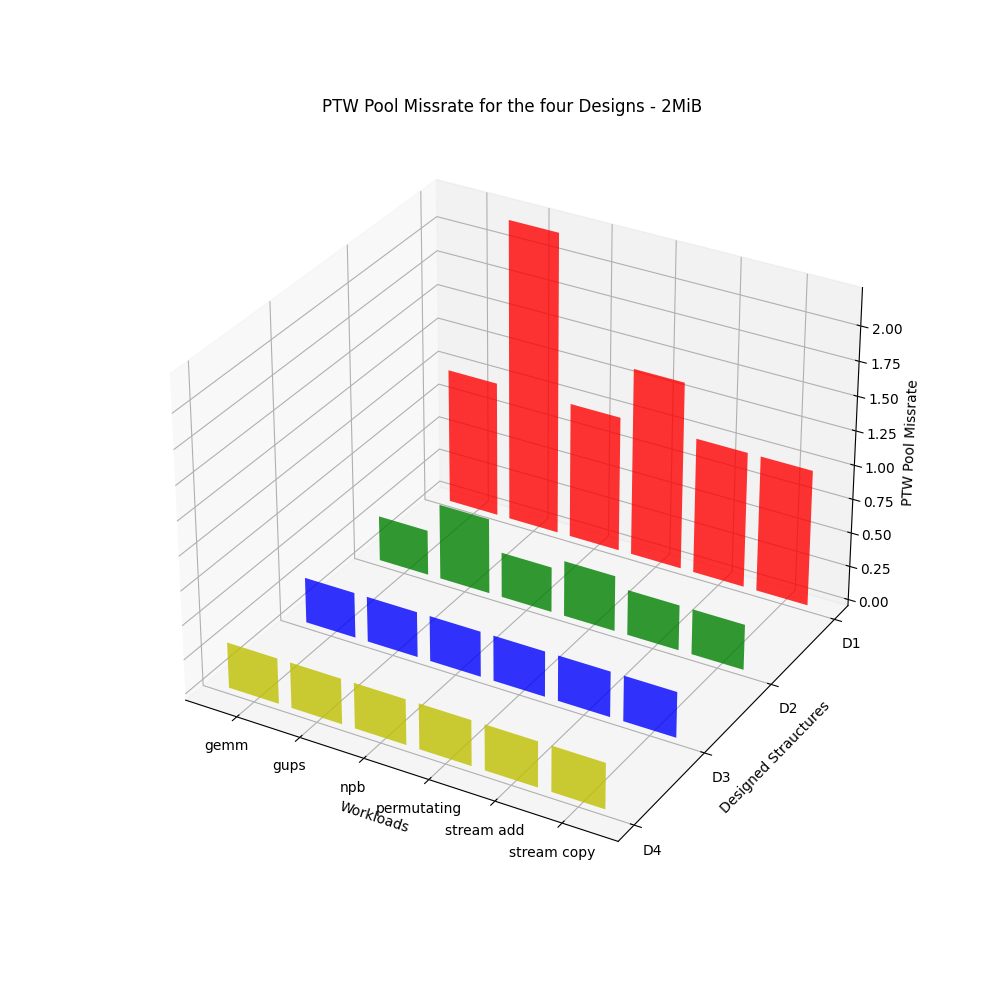 PTW Pool Missrate for the four Designs - 2MiB
2.00
1.75
1.50
1.25
1.00
0.75
0.50
0.25
0.00
PTW Pool Missrate
D1
D2
D3
D4
Designed Strauctures
gemm
gups
npb
permutating
stream add
stream copy
Workloads